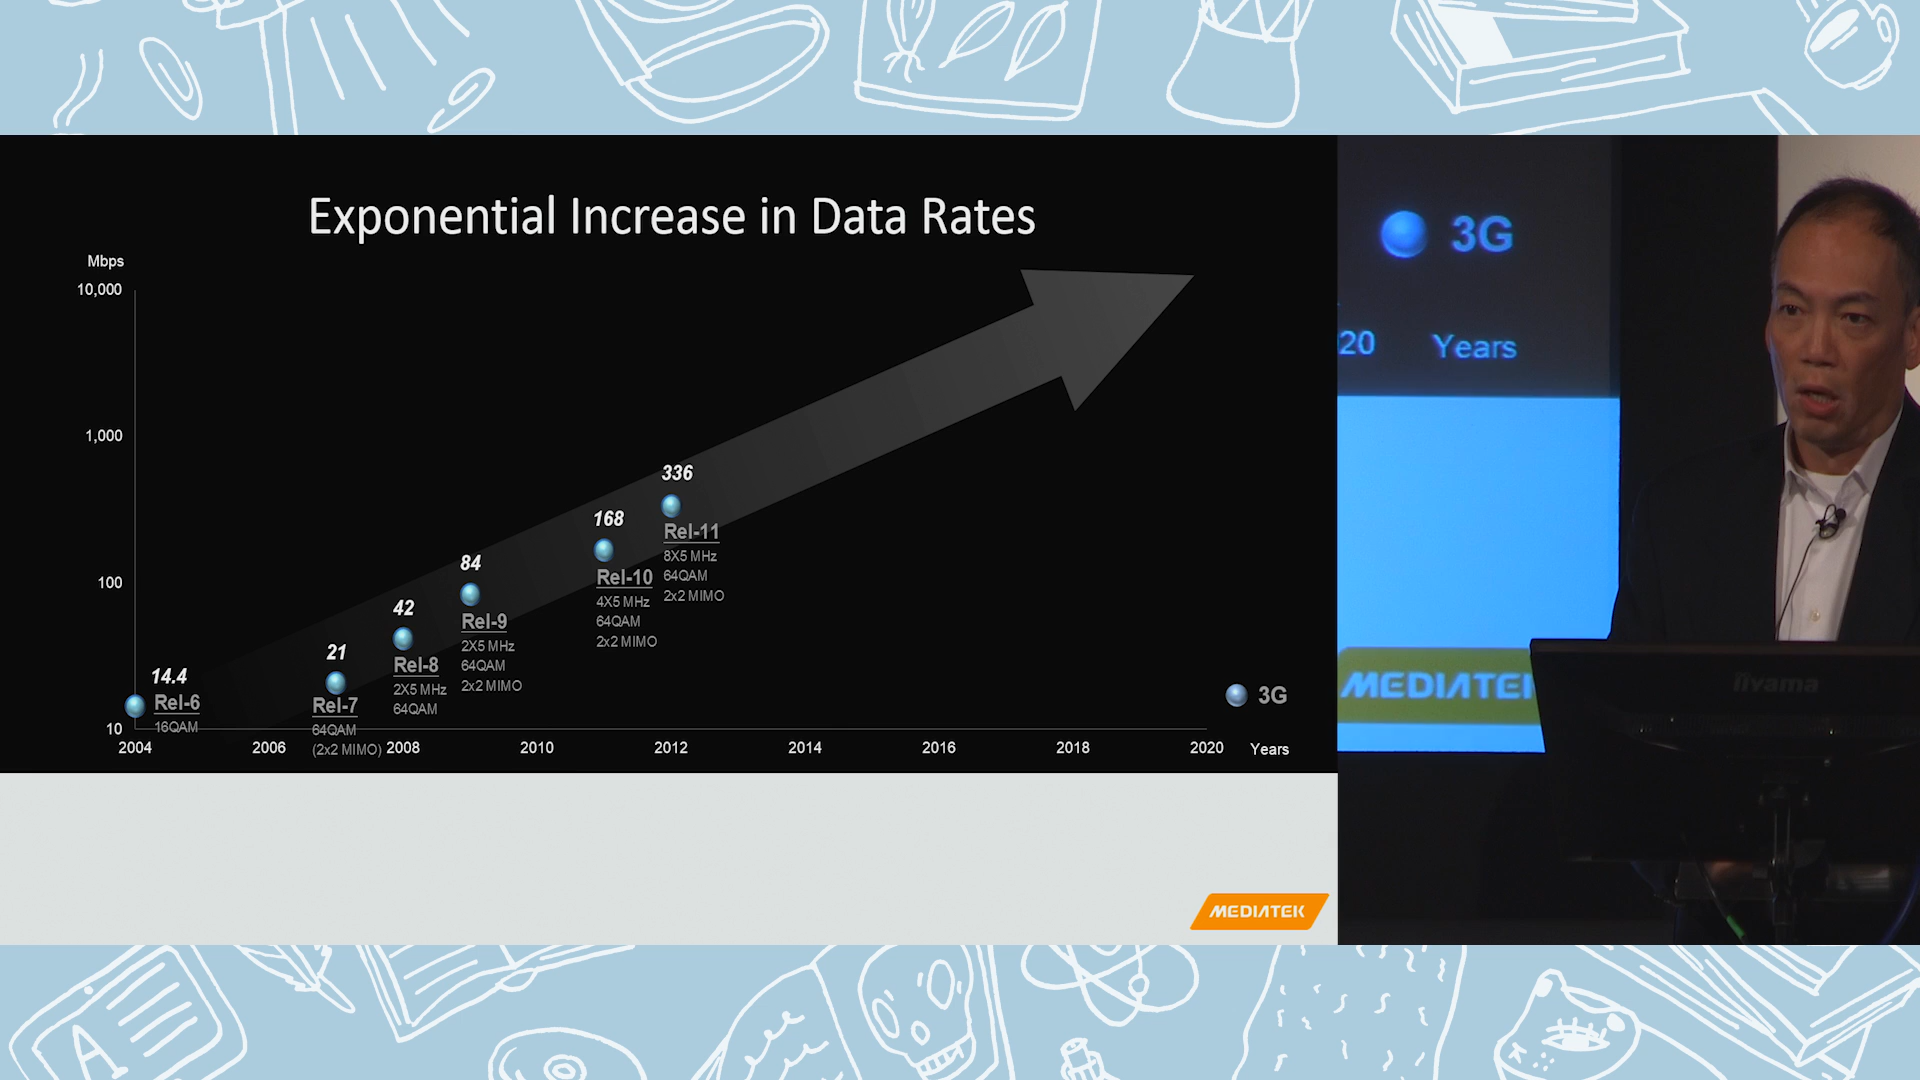 Exponential Increase in Data Rates
Mbps
10,000
1,000
100
10
14.4
Rel-6
16QAM
21
Rel-7
64QAM
(2x2 MIMO)
42
Rel-8
2X5 MHz
64QAM
84
Rel-9
2X5 MHz
64QAM
2x2 MIMO
168
Rel-10
4X5 MHz
64QAM
2x2 MIMO
336
Rel-11
8X5 MHz
64QAM
2x2 MIMO
3G
2004 2006 2008 2010 2012 2014 2016 2018 2020 Years
MEDIATEK
3G
20 Years
MEDIATE
iiyama
A